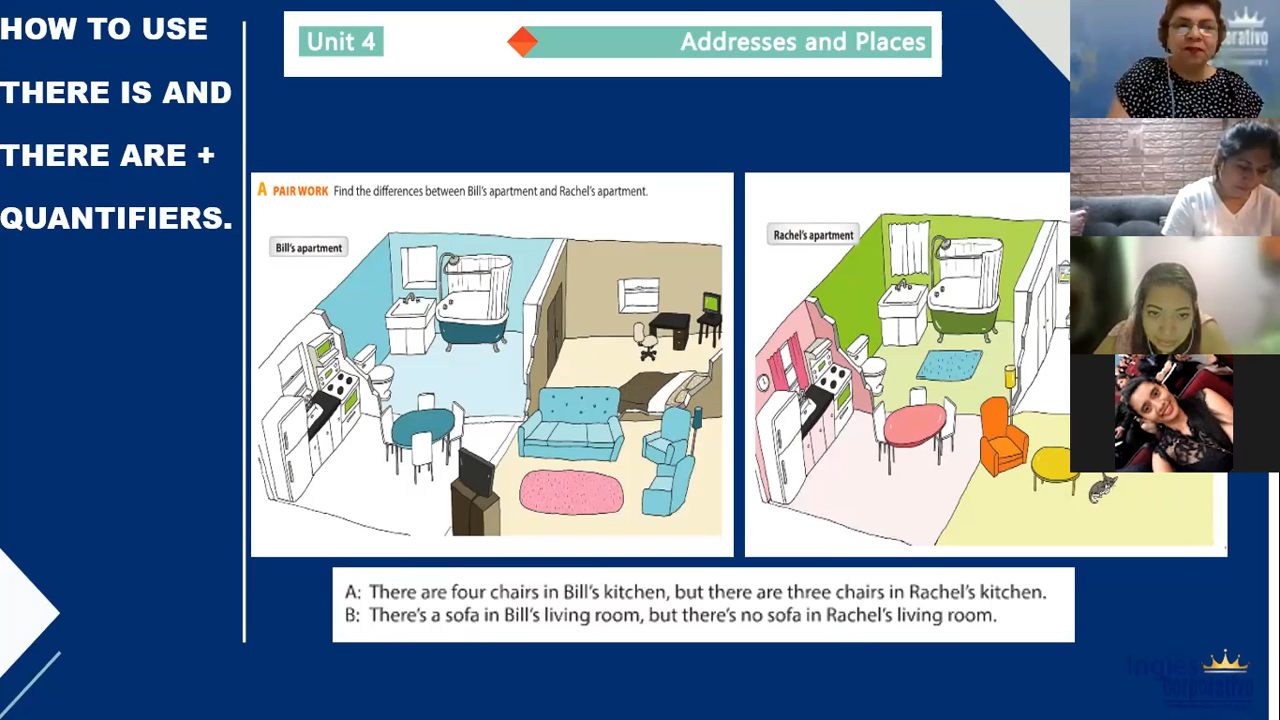 HOW TO USE
THERE IS AND
THERE ARE +
QUANTIFIERS.
Unit 4
Addresses and Places
A PAIR WORK Find the differences between Bill's apartment and Rachel's apartment.
Bill's apartment
Rachel's apartment
A: There are four chairs in Bill's kitchen, but there are three chairs in Rachel's kitchen.
B: There's a sofa in Bill's living room, but there's no sofa in Rachel's living room.
Ingles
Corporativo